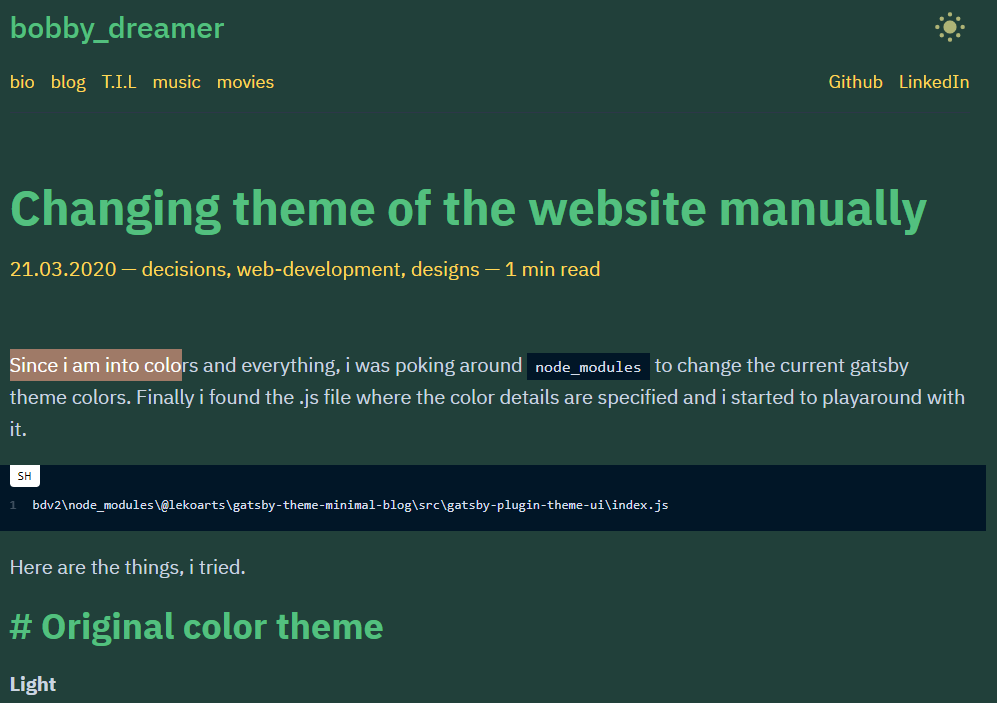 bobby_dreamer
bio blog T.I.L music movies Github LinkedIn
Changing theme of the website manually
21.03.2020 — decisions, web-development, designs — 1 min read
Since i am into colors and everything, i was poking around node_modules to change the current gatsby
theme colors. Finally i found the .js file where the color details are specified and i started to playaround with
it.
SH
1 bdv2\node_modules\@lekoarts\gatsby-theme-minimal-blog\src\gatsby-plugin-theme-ui\index.js
Here are the things, i tried.
# Original color theme
Light